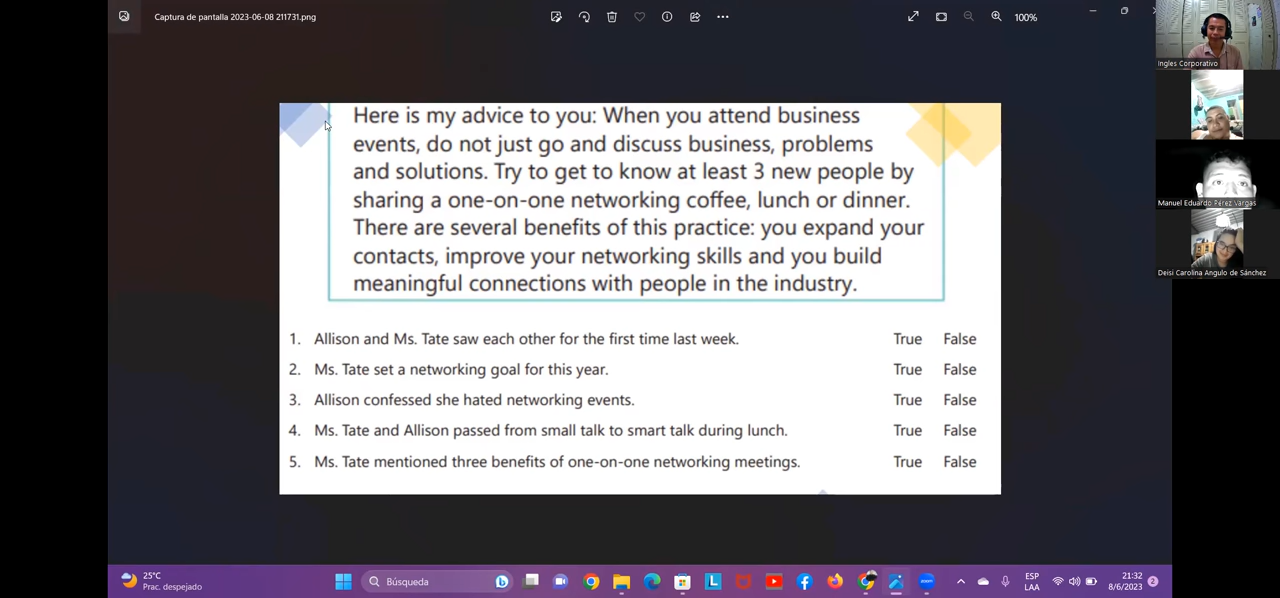 Captura de pantalla 2023-06-08 211731.png
100%
Ingles Corporativo
Here is my advice to you: When you attend business
events, do not just go and discuss business, problems
and solutions. Try to get to know at least 3 new people by
sharing a one-on-one networking coffee, lunch or dinner.
There are several benefits of this practice: you expand your
contacts, improve your networking skills and you build
meaningful connections with people in the industry.
Manuel Eduardo Pérez Vargas
Deisi Carolina Angulo de Sánchez
1. Allison and Ms. Tate saw each other for the first time last week. True False
2. Ms. Tate set a networking goal for this year. True False
3. Allison confessed she hated networking events. True False
4. Ms. Tate and Allison passed from small talk to smart talk during lunch. True False
5. Ms. Tate mentioned three benefits of one-on-one networking meetings. True False
25°C
Prac. despejado
Búsqueda
ESP
LAA
21:32
8/6/2023
2